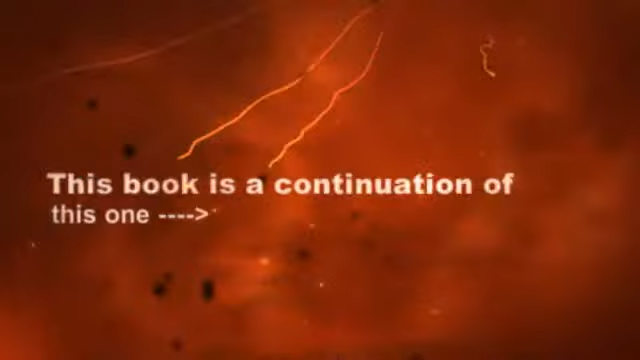 This book is a continuation of
this one ---->